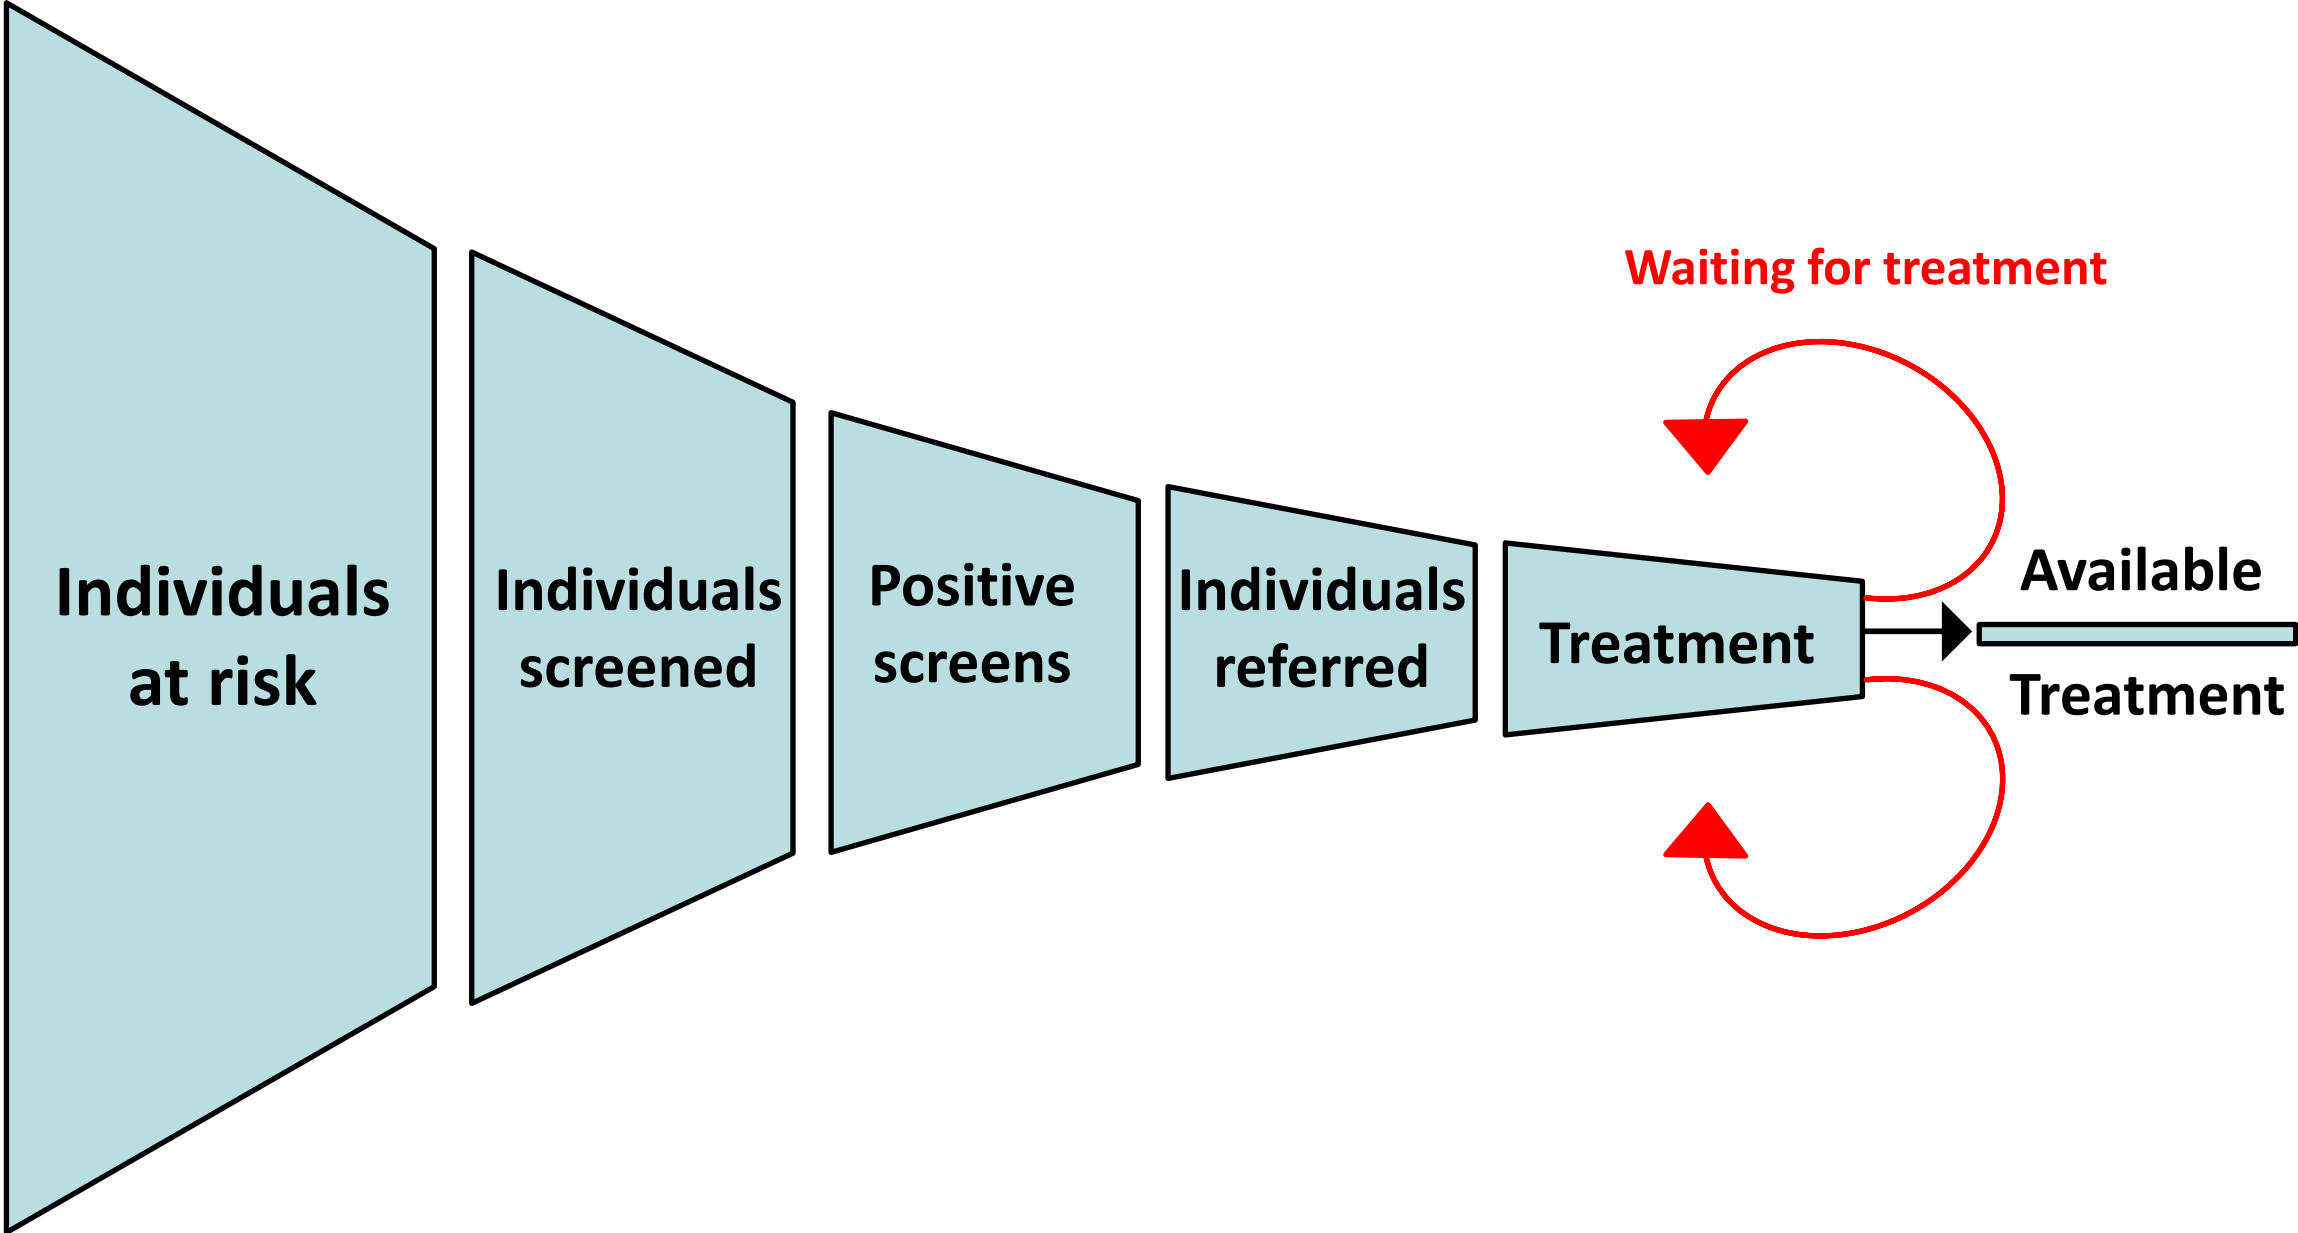 Individuals
at risk
Individuals
screened
Positive
screens
Individuals
referred
Treatment
Waiting for treatment
Available
Treatment